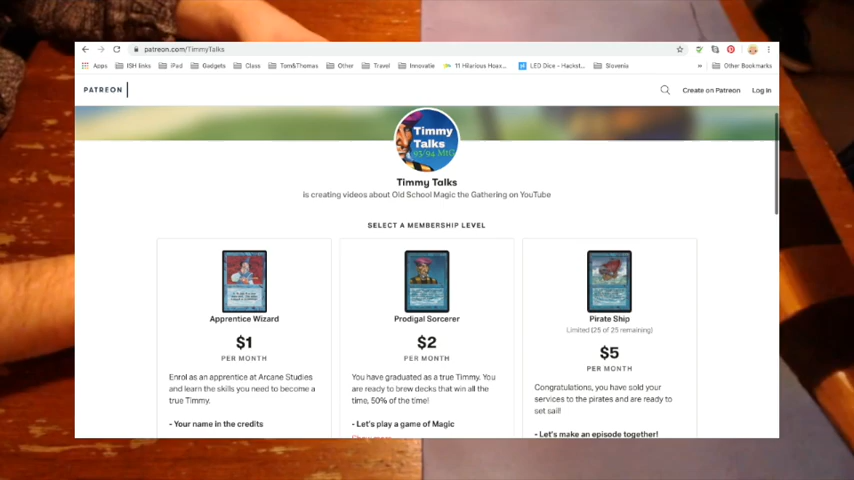 patreon.com/TimmyTalks
Apps ISH links iPad Gadgets Class Tom&Thomas Other Travel Innovatie 11 Hilarious Hoax... LED Dice - Hackst... Slovenia » Other Bookmarks
PATREON Create on Patreon Log In
Timmy
Talks
93/94 MtG
Timmy Talks
is creating videos about Old School Magic the Gathering on YouTube
SELECT A MEMBERSHIP LEVEL
Apprentice Wizard
$1
PER MONTH
Enrol as an apprentice at Arcane Studies
and learn the skills you need to become a
true Timmy.
- Your name in the credits
Prodigal Sorcerer
$2
PER MONTH
You have graduated as a true Timmy. You
are ready to brew decks that win all the
time, 50% of the time!
- Let's play a game of Magic
Pirate Ship
Limited (25 of 25 remaining)
$5
PER MONTH
Congratulations, you have sold your
services to the pirates and are ready to
set sail!
- Let's make an episode together!